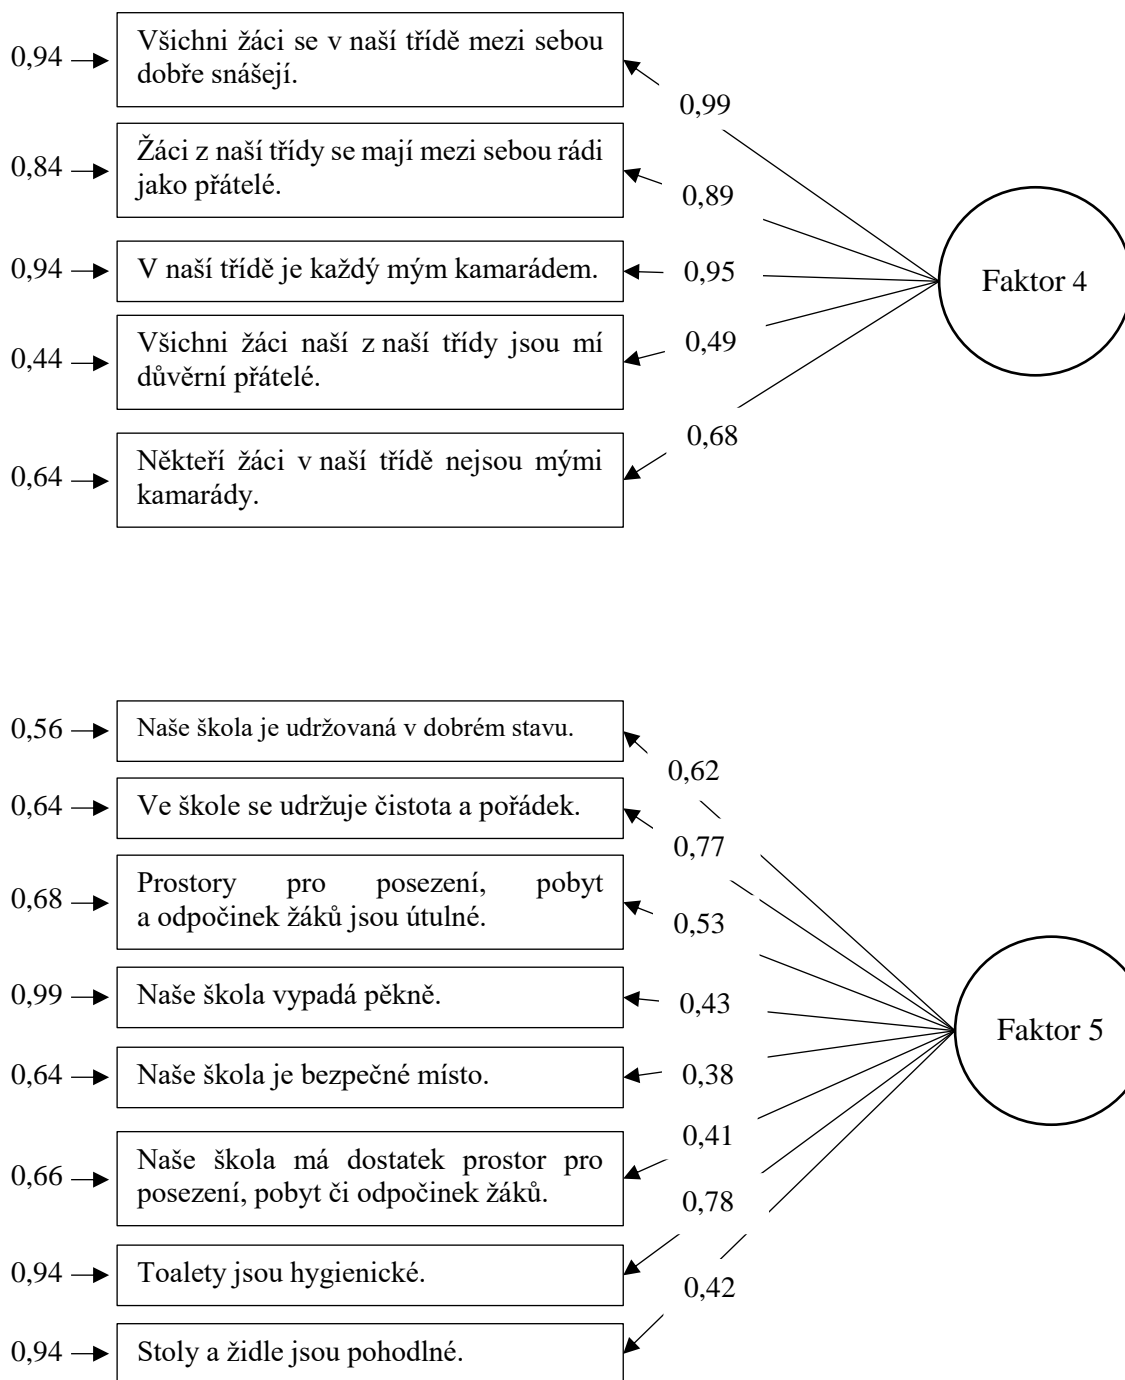 0,94
Všichni žáci se v naší třídě mezi sebou
dobře snášejí.
0,99
0,84
Žáci z naší třídy se mají mezi sebou rádi
jako přátelé.
0,89
0,94
V naší třídě je každý mým kamarádem.
0,95
Faktor 4
0,44
Všichni žáci naší z naší třídy jsou mí
důvěrní přátelé.
0,49
0,64
Někteří žáci v naší třídě nejsou mými
kamarády.
0,68
0,56
Naše škola je udržovaná v dobrém stavu.
0,62
0,64
Ve škole se udržuje čistota a pořádek.
0,77
0,68
Prostory pro posezení, pobyt
a odpočinek žáků jsou útulné.
0,53
0,99
Naše škola vypadá pěkně.
0,43
Faktor 5
0,64
Naše škola je bezpečné místo.
0,38
0,66
Naše škola má dostatek prostor pro
posezení, pobyt či odpočinek žáků.
0,41
0,94
Toalety jsou hygienické.
0,78
0,94
Stoly a židle jsou pohodlné.
0,42